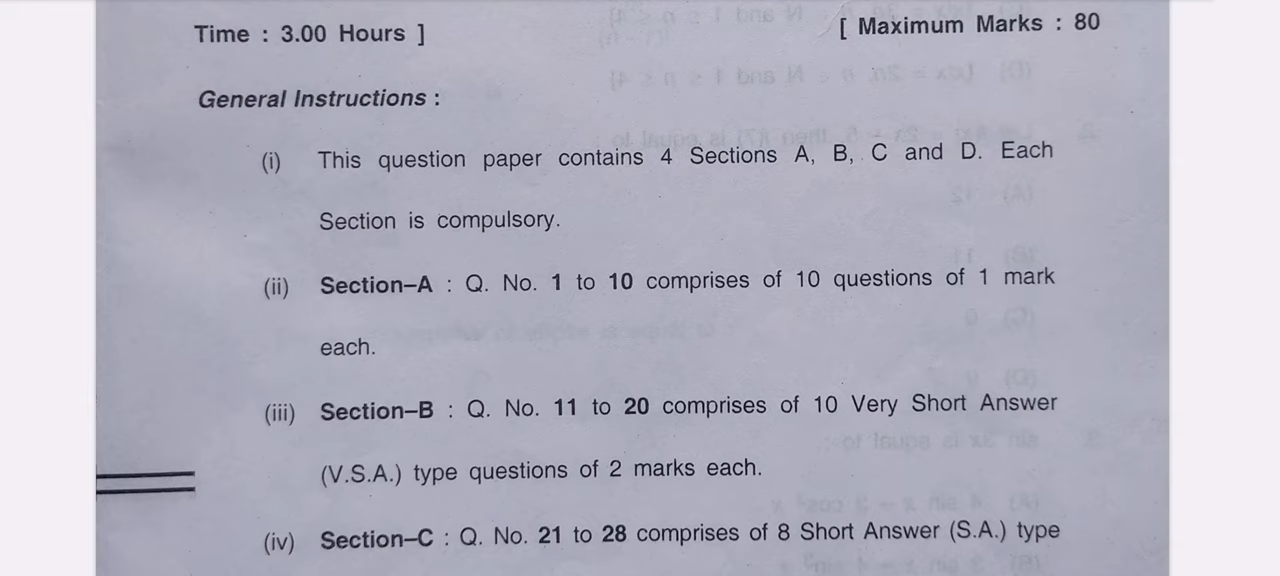 Time : 3.00 Hours ]
[ Maximum Marks : 80
General Instructions :
(i) This question paper contains 4 Sections A, B, C and D. Each
Section is compulsory.
(ii) Section–A : Q. No. 1 to 10 comprises of 10 questions of 1 mark
each.
(iii) Section–B : Q. No. 11 to 20 comprises of 10 Very Short Answer
(V.S.A.) type questions of 2 marks each.
(iv) Section–C : Q. No. 21 to 28 comprises of 8 Short Answer (S.A.) type